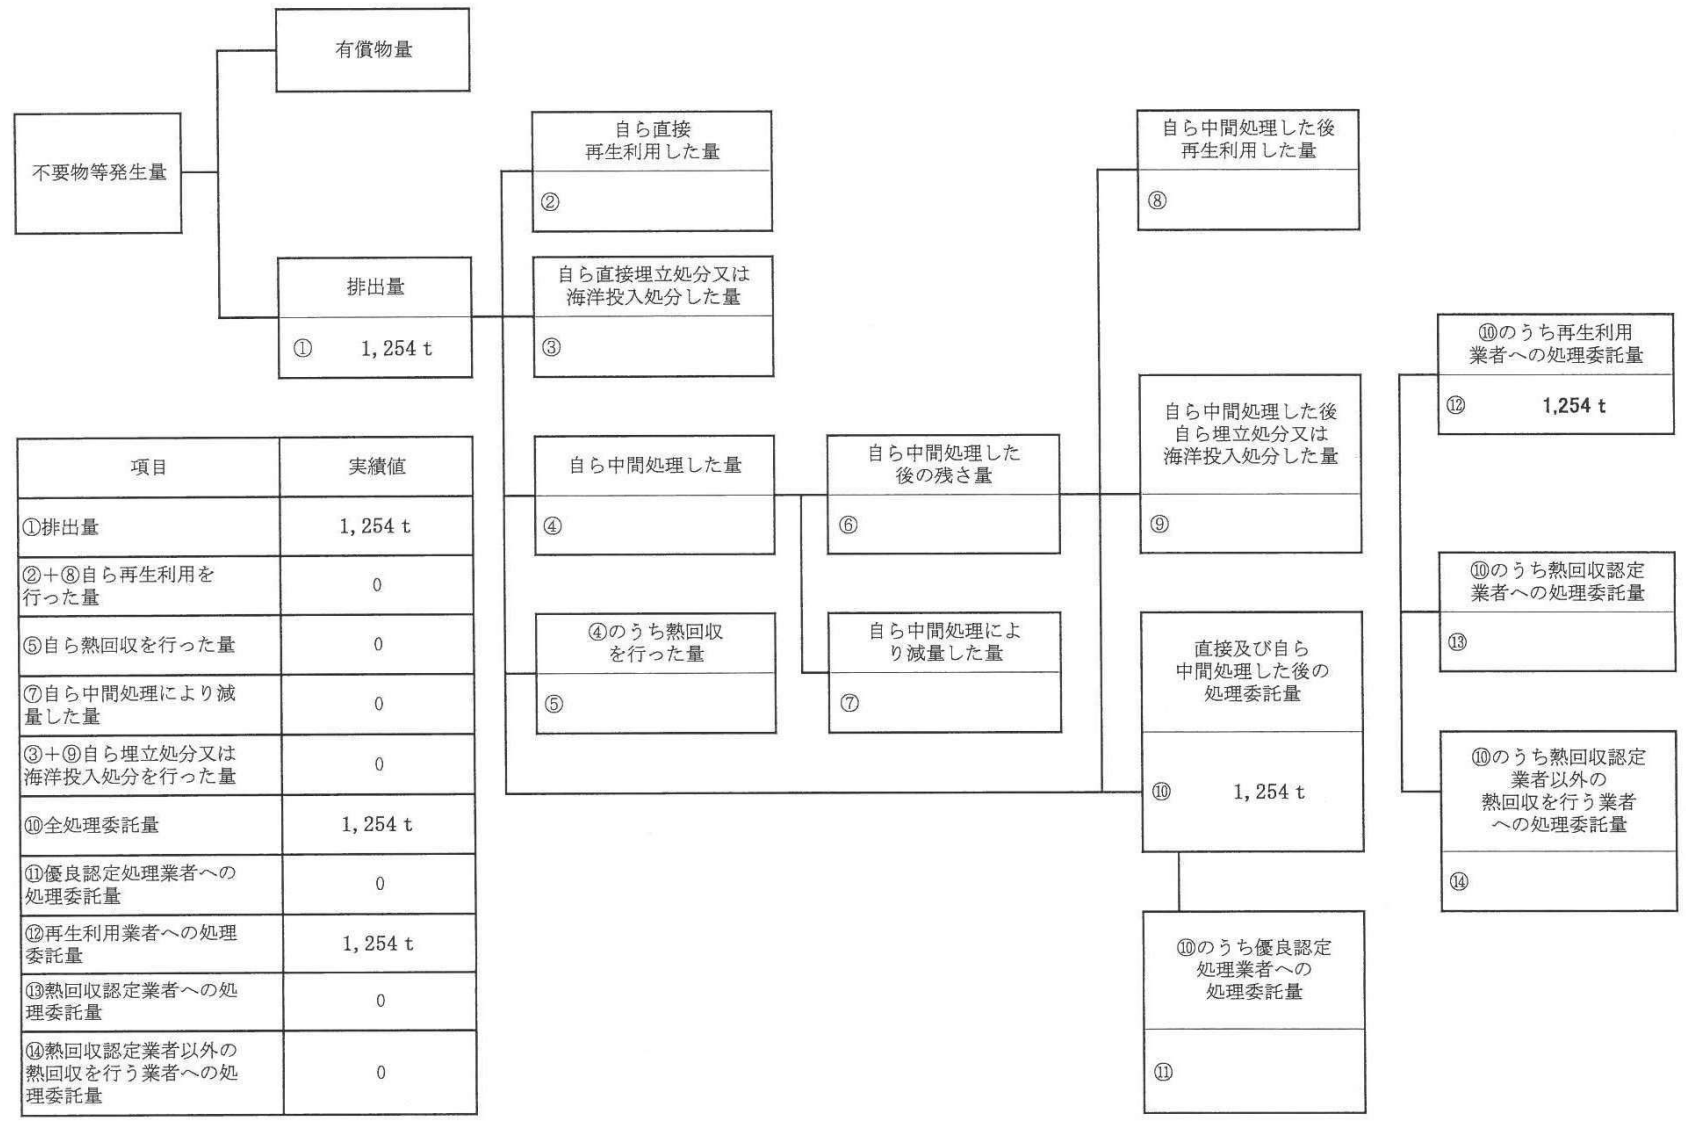 有償物量
不要物等発生量
排出量
① 1,254 t
自ら直接
再生利用した量
②
自ら直接埋立処分又は
海洋投入処分した量
③
自ら中間処理した量
④
④のうち熱回収
を行った量
⑤
自ら中間処理した
後の残さ量
⑥
自ら中間処理によ
り減量した量
⑦
自ら中間処理した後
再生利用した量
⑧
自ら中間処理した後
自ら埋立処分又は
海洋投入処分した量
⑨
直接及び自ら
中間処理した後の
処理委託量
⑩ 1,254 t
⑩のうち優良認定
処理業者への
処理委託量
⑪
⑩のうち再生利用
業者への処理委託量
⑫ 1,254 t
⑩のうち熱回収認定
業者への処理委託量
⑬
⑩のうち熱回収認定
業者以外の
熱回収を行う業者
への処理委託量
⑭
項目 実績値
①排出量 1,254 t
②+⑧自ら再生利用を
行った量 0
⑤自ら熱回収を行った量 0
⑦自ら中間処理により減
量した量 0
③+⑨自ら埋立処分又は
海洋投入処分を行った量 0
⑩全処理委託量 1,254 t
⑪優良認定処理業者への
処理委託量 0
⑫再生利用業者への処理
委託量 1,254 t
⑬熱回収認定業者への処
理委託量 0
⑭熱回収認定業者以外の
熱回収を行う業者への処
理委託量 0